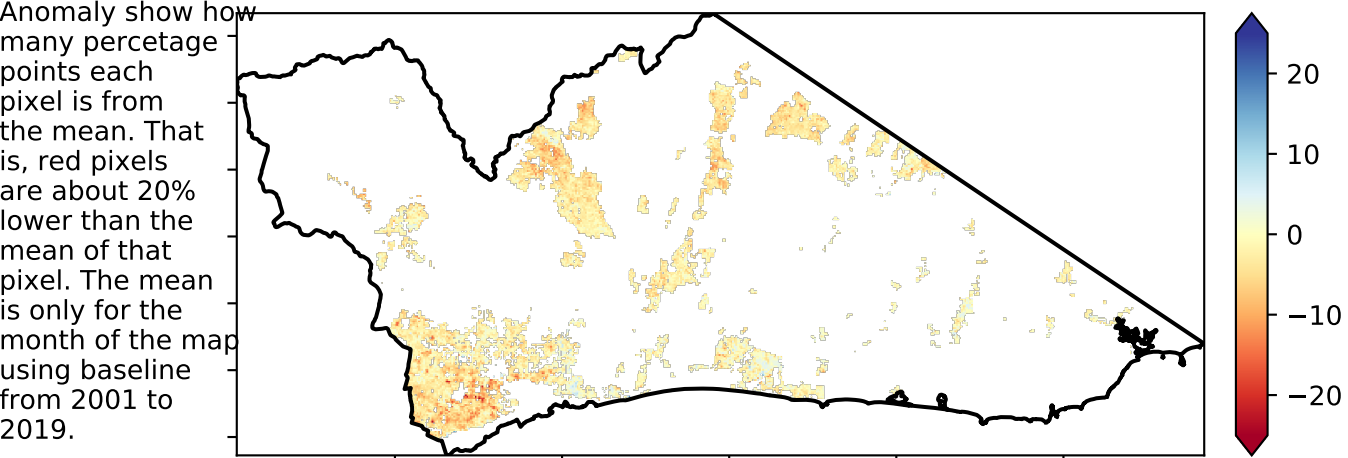 Anomaly show how
many percetage
points each
pixel is from
the mean. That
is, red pixels
are about 20%
lower than the
mean of that
pixel. The mean
is only for the
month of the map
using baseline
from 2001 to
2019.
20
10
0
−10
−20